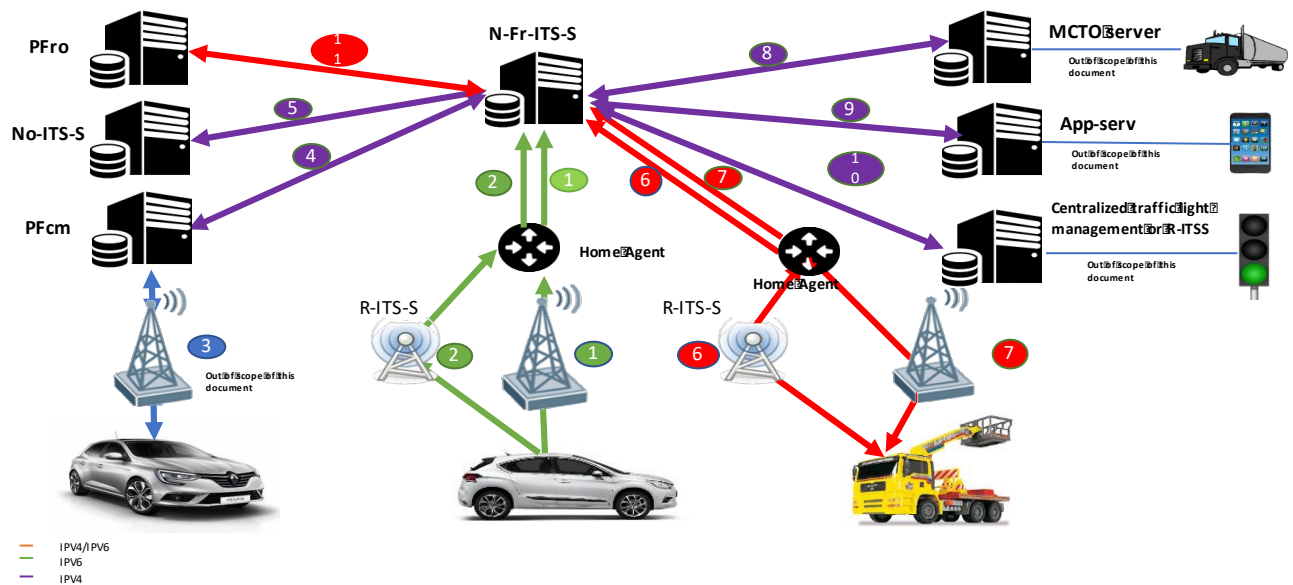 PFro
1
1
N-Fr-ITS-S
8
MCTO server
Out of scope of this
document
No-ITS-S
5
4
2
1
6
7
9
1
0
App-serv
Out of scope of this
document
PFcm
Home Agent
Home Agent
Centralized traffic light
management or R-ITSS
Out of scope of this
document
R-ITS-S
R-ITS-S
3
Out of scope of this
document
2
1
6
7
IPV4/IPV6
IPV6
IPV4